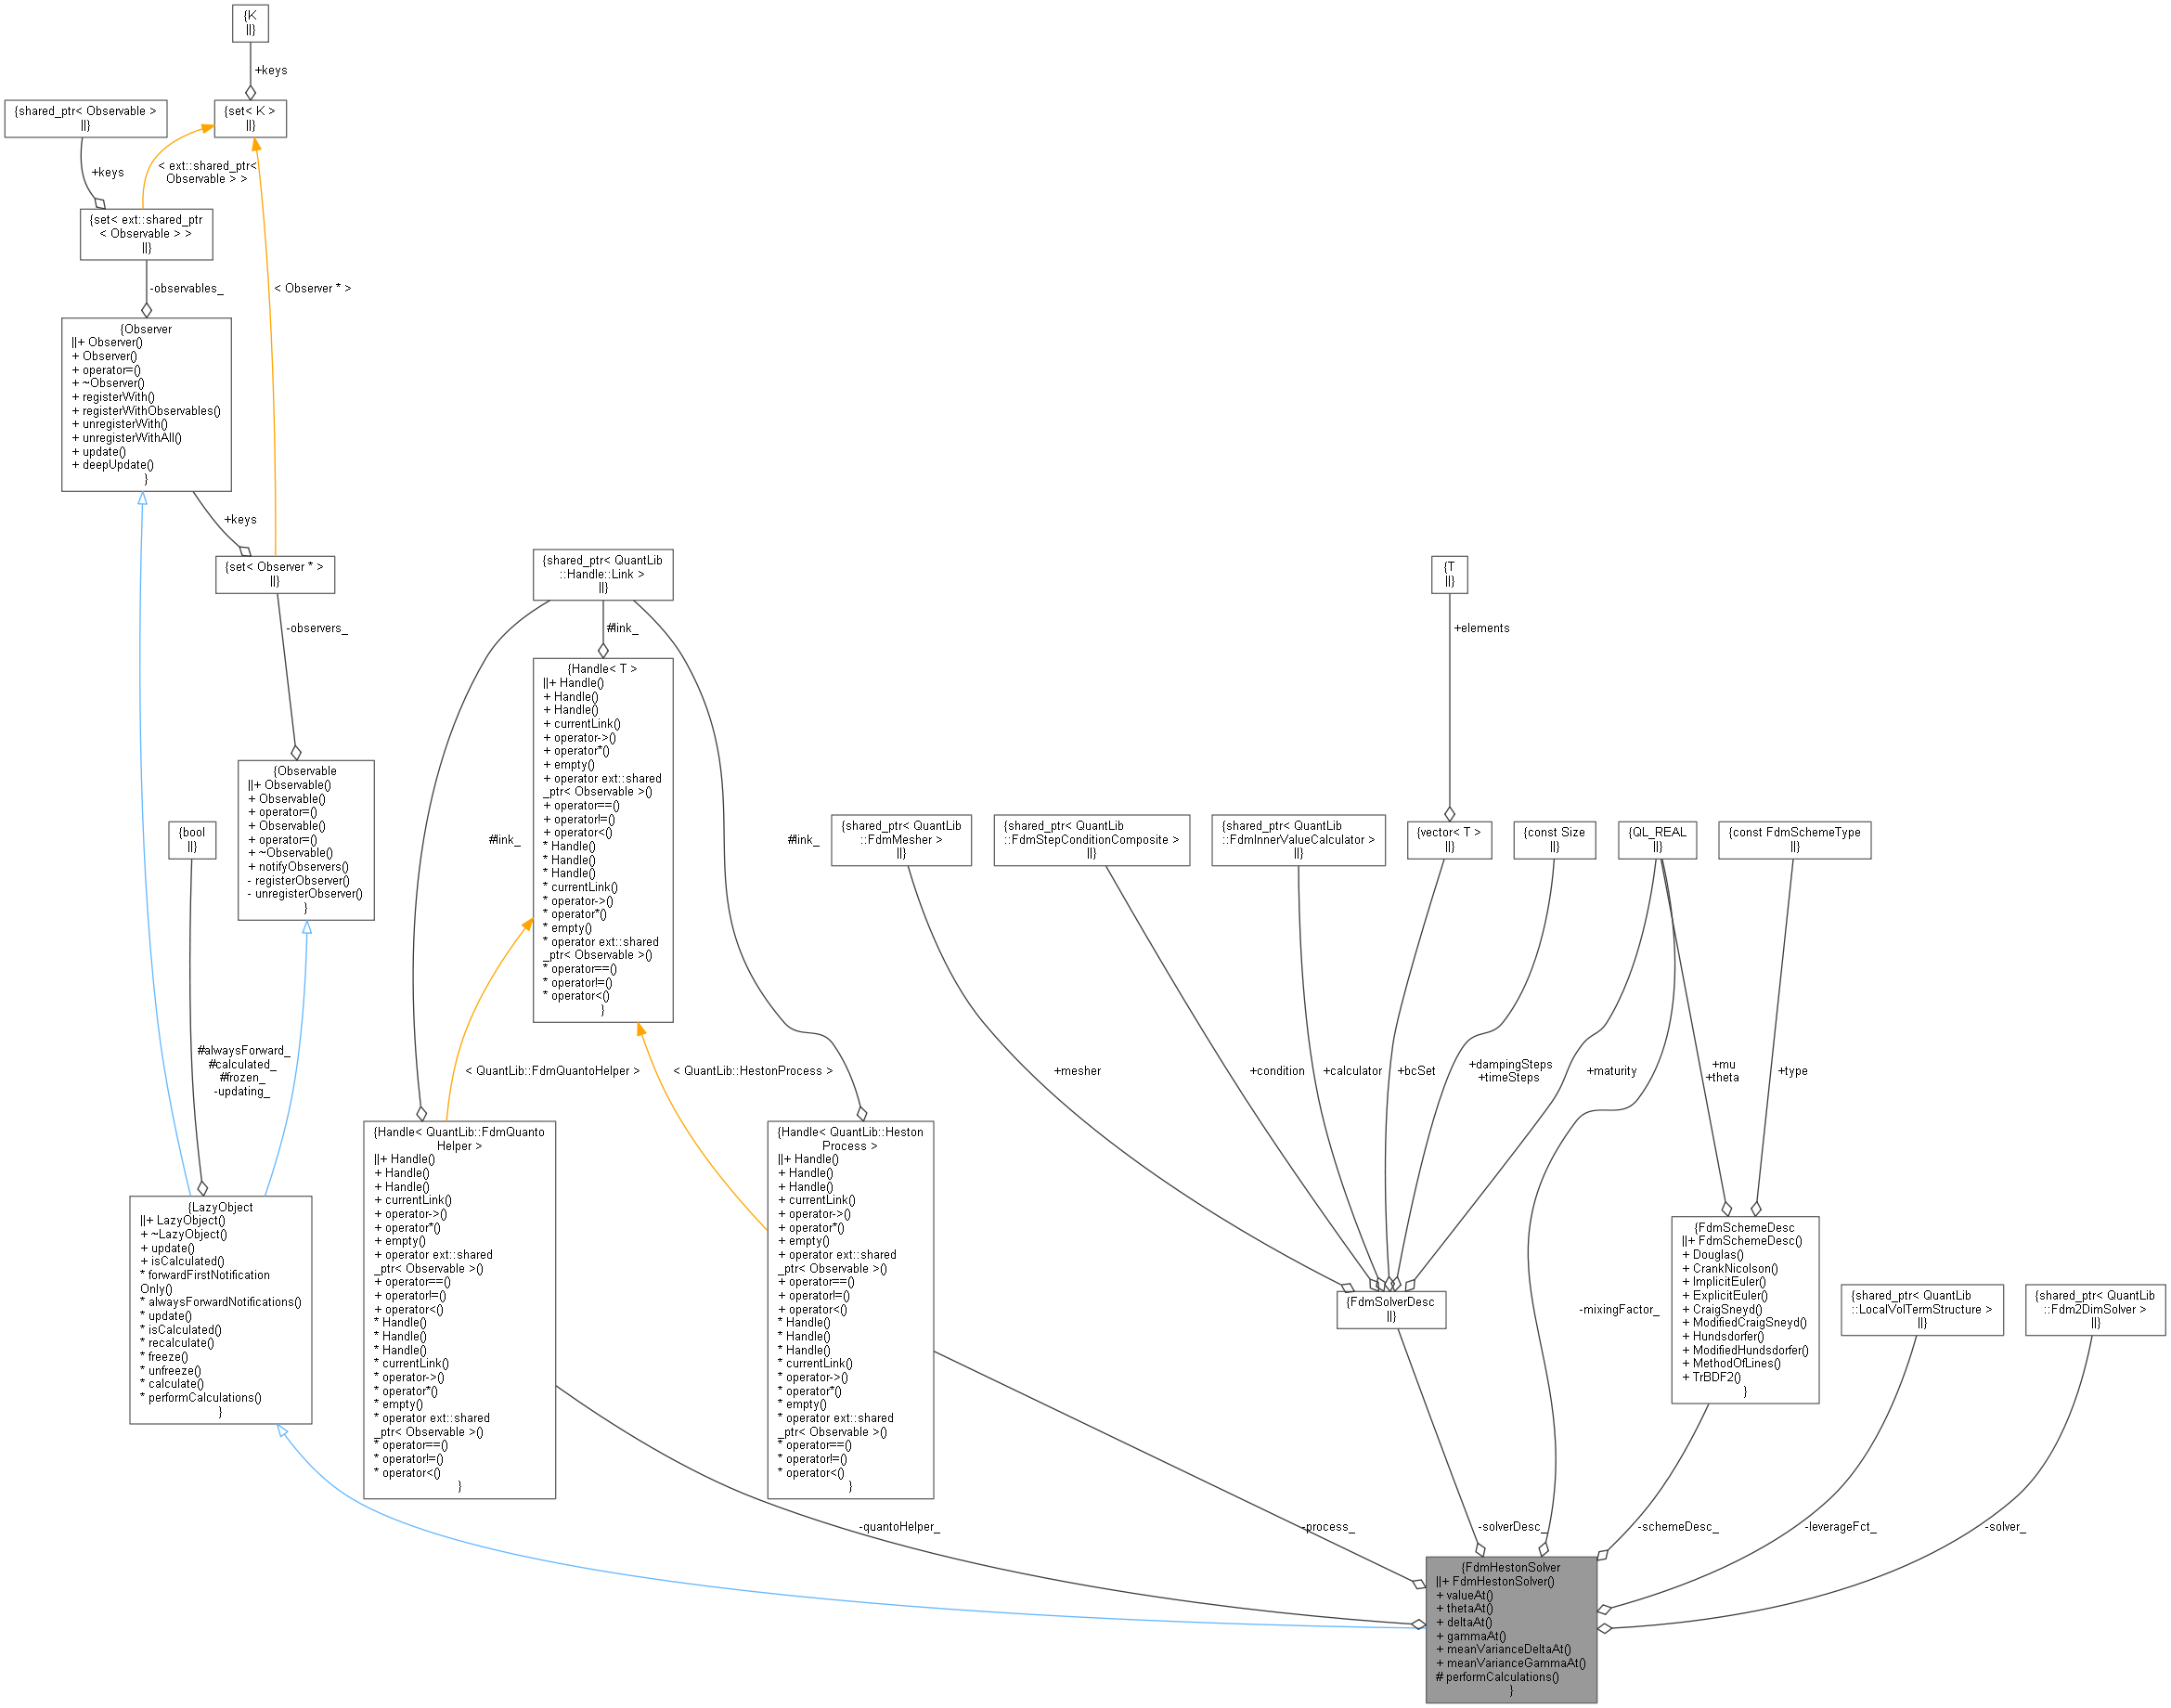 {K
||}
+keys
{shared_ptr< Observable >
||}
{set< K >
||}
+keys
< ext::shared_ptr<
Observable > >
{set< ext::shared_ptr
< Observable > >
||}
-observables_
< Observer * >
{Observer
||+ Observer()
+ Observer()
+ operator=()
+ ~Observer()
+ registerWith()
+ registerWithObservables()
+ unregisterWith()
+ unregisterWithAll()
+ update()
+ deepUpdate()
}
+keys
{set< Observer * >
||}
-observers_
{Observable
||+ Observable()
+ Observable()
+ operator=()
+ Observable()
+ operator=()
+ ~Observable()
+ notifyObservers()
- registerObserver()
- unregisterObserver()
}
{bool
||}
#alwaysForward_
#calculated_
#frozen_
-updating_
{LazyObject
||+ LazyObject()
+ ~LazyObject()
+ update()
+ isCalculated()
* forwardFirstNotification
Only()
* alwaysForwardNotifications()
* update()
* isCalculated()
* recalculate()
* freeze()
* unfreeze()
* calculate()
* performCalculations()
}
{shared_ptr< QuantLib
::Handle::Link >
||}
#link_
#link_
#link_
{Handle< T >
||+ Handle()
+ Handle()
+ Handle()
+ currentLink()
+ operator->()
+ operator*()
+ empty()
+ operator ext::shared
_ptr< Observable >()
+ operator==()
+ operator!=()
+ operator<()
* Handle()
* Handle()
* Handle()
* currentLink()
* operator->()
* operator*()
* empty()
* operator ext::shared
_ptr< Observable >()
* operator==()
* operator!=()
* operator<()
}
< QuantLib::FdmQuantoHelper >
< QuantLib::HestonProcess >
{Handle< QuantLib::FdmQuanto
Helper >
||+ Handle()
+ Handle()
+ Handle()
+ currentLink()
+ operator->()
+ operator*()
+ empty()
+ operator ext::shared
_ptr< Observable >()
+ operator==()
+ operator!=()
+ operator<()
* Handle()
* Handle()
* Handle()
* currentLink()
* operator->()
* operator*()
* empty()
* operator ext::shared
_ptr< Observable >()
* operator==()
* operator!=()
* operator<()
}
{Handle< QuantLib::Heston
Process >
||+ Handle()
+ Handle()
+ Handle()
+ currentLink()
+ operator->()
+ operator*()
+ empty()
+ operator ext::shared
_ptr< Observable >()
+ operator==()
+ operator!=()
+ operator<()
* Handle()
* Handle()
* Handle()
* currentLink()
* operator->()
* operator*()
* empty()
* operator ext::shared
_ptr< Observable >()
* operator==()
* operator!=()
* operator<()
}
{T
||}
+elements
{shared_ptr< QuantLib
::FdmMesher >
||}
{shared_ptr< QuantLib
::FdmStepConditionComposite >
||}
{shared_ptr< QuantLib
::FdmInnerValueCalculator >
||}
{vector< T >
||}
{const Size
||}
{QL_REAL
||}
{const FdmSchemeType
||}
+mesher
+condition
+calculator
+bcSet
+dampingSteps
+timeSteps
+maturity
+mu
+theta
+type
{FdmSolverDesc
||}
-mixingFactor_
{FdmSchemeDesc
||+ FdmSchemeDesc()
+ Douglas()
+ CrankNicolson()
+ ImplicitEuler()
+ ExplicitEuler()
+ CraigSneyd()
+ ModifiedCraigSneyd()
+ Hundsdorfer()
+ ModifiedHundsdorfer()
+ MethodOfLines()
+ TrBDF2()
}
{shared_ptr< QuantLib
::LocalVolTermStructure >
||}
{shared_ptr< QuantLib
::Fdm2DimSolver >
||}
-quantoHelper_
-process_
-solverDesc_
-schemeDesc_
-leverageFct_
-solver_
{FdmHestonSolver
||+ FdmHestonSolver()
+ valueAt()
+ thetaAt()
+ deltaAt()
+ gammaAt()
+ meanVarianceDeltaAt()
+ meanVarianceGammaAt()
# performCalculations()
}